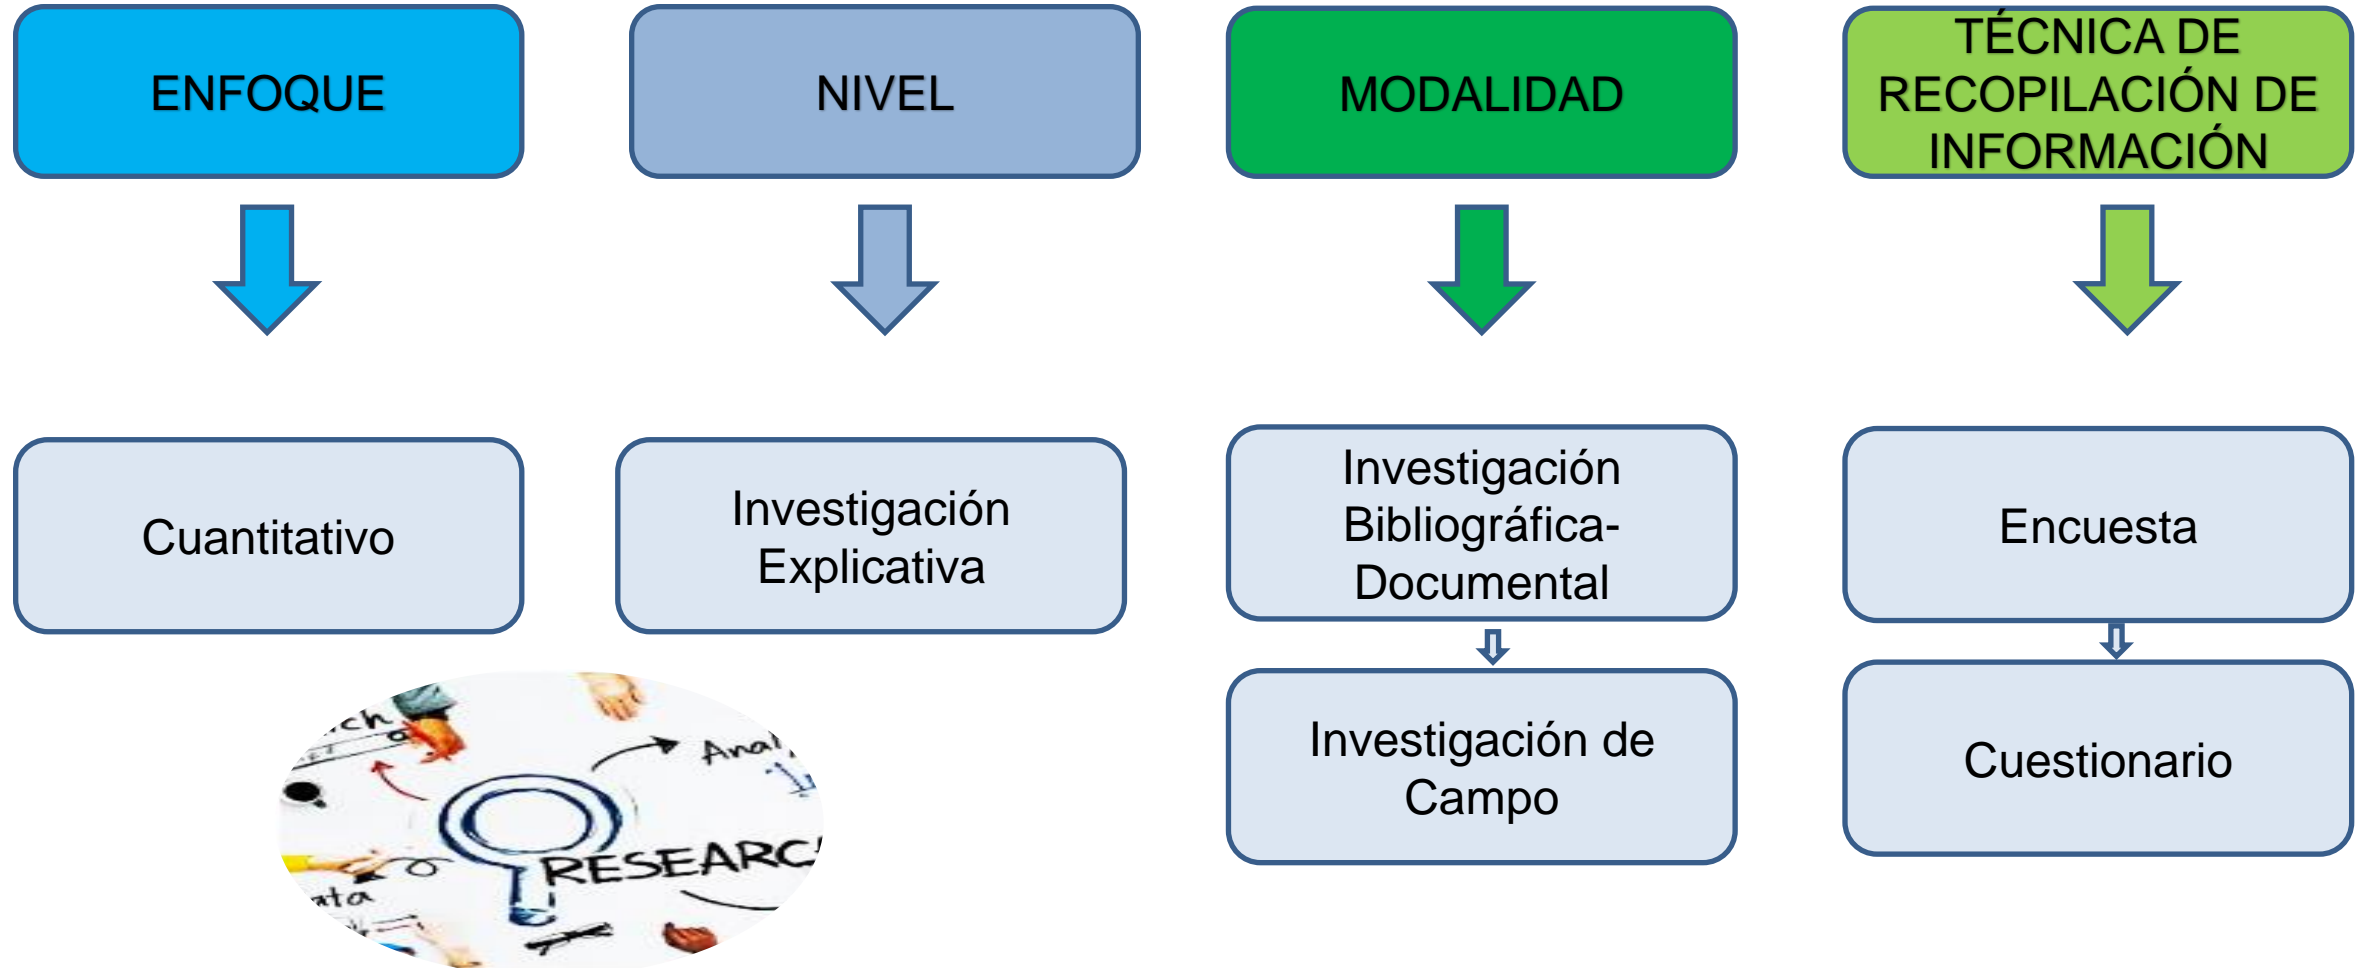 ENFOQUE
NIVEL
MODALIDAD
TÉCNICA DE
RECOPILACIÓN DE
INFORMACIÓN
Cuantitativo
Investigación
Explicativa
Investigación
Bibliográfica-
Documental
Investigación de
Campo
Encuesta
Cuestionario
RESEARC